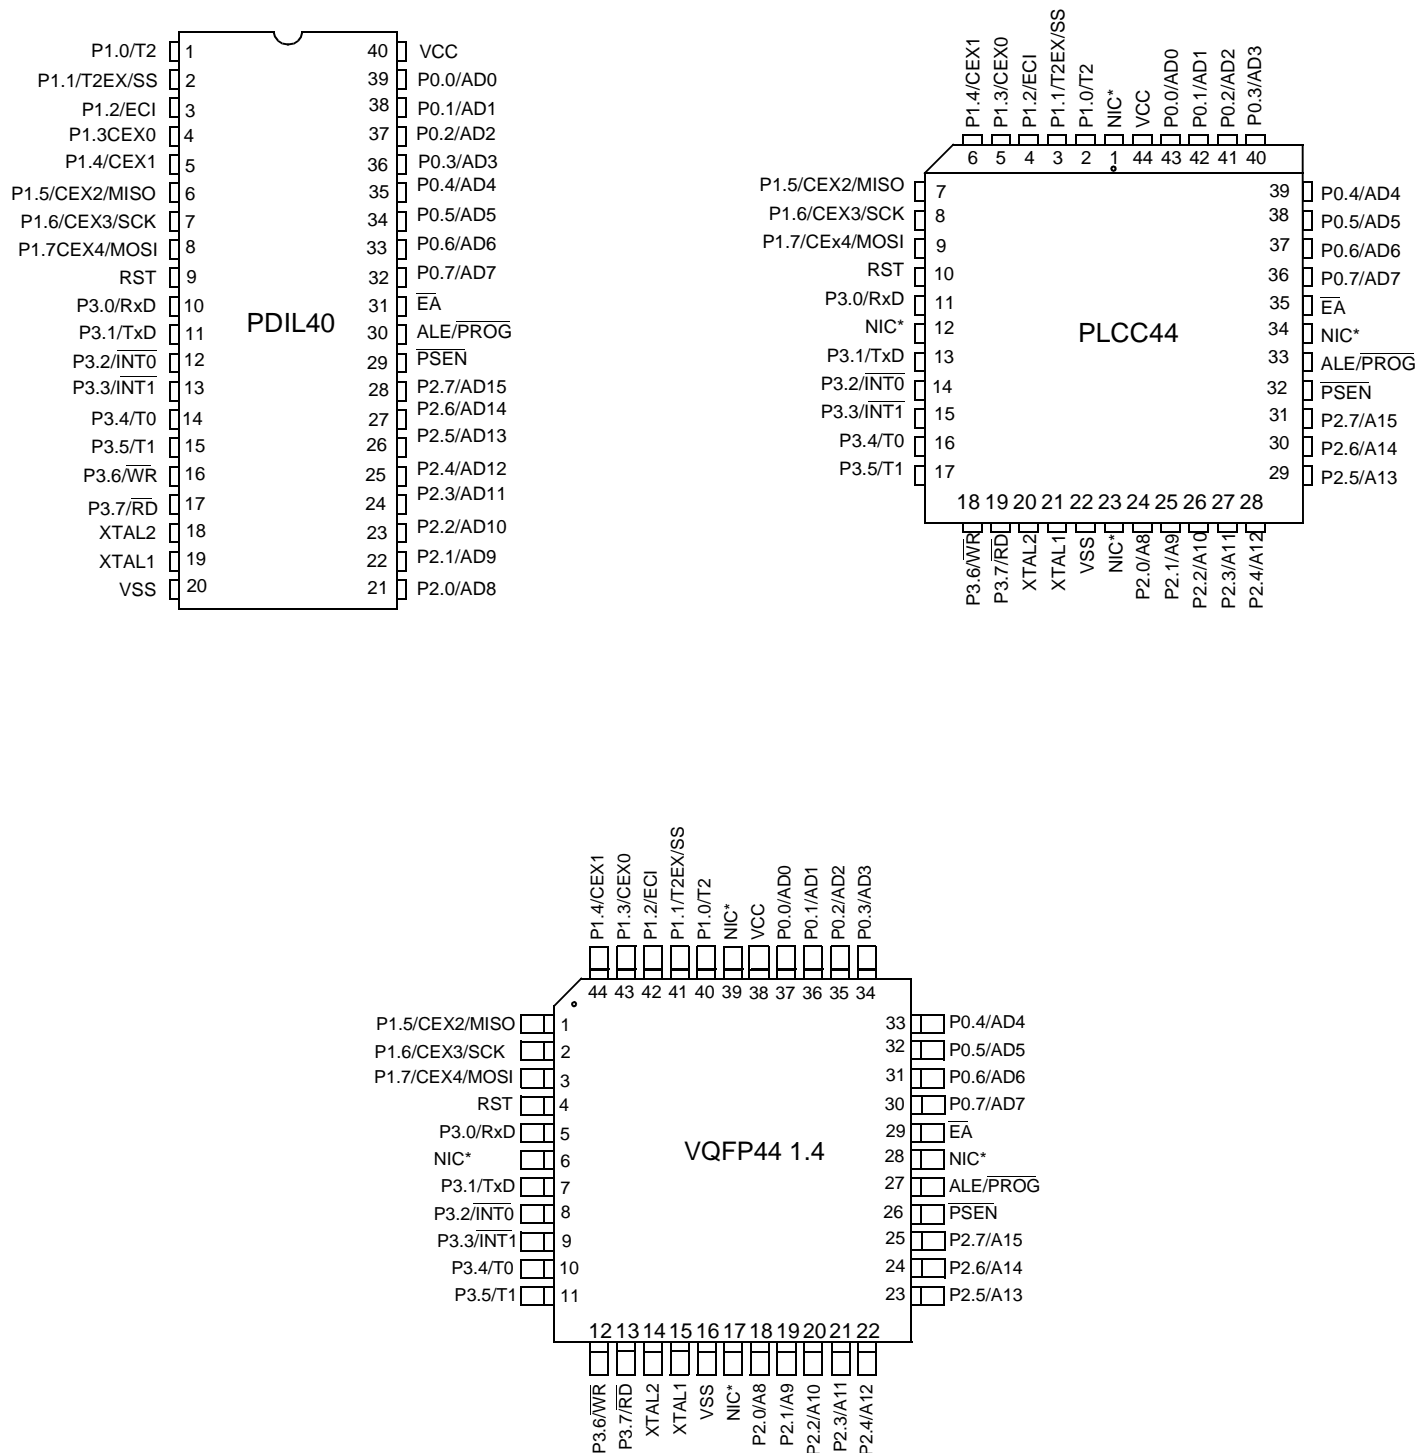 P1.0/T2 1 40 VCC
P1.1/T2EX/SS 2 39 P0.0/AD0
P1.2/ECI 3 38 P0.1/AD1
P1.3CEX0 4 37 P0.2/AD2
P1.4/CEX1 5 36 P0.3/AD3
P1.5/CEX2/MISO 6 35 P0.4/AD4
P1.6/CEX3/SCK 7 34 P0.5/AD5
P1.7CEX4/MOSI 8 33 P0.6/AD6
RST 9 32 P0.7/AD7
P3.0/RxD 10 31 EA
PDIL40
P3.1/TxD 11 30 ALE/PROG
P3.2/INT0 12 29 PSEN
P3.3/INT1 13 28 P2.7/AD15
P3.4/T0 14 27 P2.6/AD14
P3.5/T1 15 26 P2.5/AD13
P3.6/WR 16 25 P2.4/AD12
P3.7/RD 17 24 P2.3/AD11
XTAL2 18 23 P2.2/AD10
XTAL1 19 22 P2.1/AD9
VSS 20 21 P2.0/AD8
P1.4/CEX1 P1.3/CEX0 P1.2/ECI P1.1/T2EX/SS P1.0/T2 NIC* VCC P0.0/AD0 P0.1/AD1 P0.2/AD2 P0.3/AD3
6 5 4 3 2 1 44 43 42 41 40
P1.5/CEX2/MISO 7 39 P0.4/AD4
P1.6/CEX3/SCK 8 38 P0.5/AD5
P1.7/CEx4/MOSI 9 37 P0.6/AD6
RST 10 36 P0.7/AD7
P3.0/RxD 11 35 EA
NIC* 12 34 NIC*
PLCC44
P3.1/TxD 13 33 ALE/PROG
P3.2/INT0 14 32 PSEN
P3.3/INT1 15 31 P2.7/A15
P3.4/T0 16 30 P2.6/A14
P3.5/T1 17 29 P2.5/A13
18 19 20 21 22 23 24 25 26 27 28
P3.6/WR P3.7/RD XTAL2 XTAL1 VSS NIC* P2.0/A8 P2.1/A9 P2.2/A10 P2.3/A11 P2.4/A12
P1.4/CEX1 P1.3/CEX0 P1.2/ECI P1.1/T2EX/SS P1.0/T2 NIC* VCC P0.0/AD0 P0.1/AD1 P0.2/AD2 P0.3/AD3
44 43 42 41 40 39 38 37 36 35 34
P1.5/CEX2/MISO 1 33 P0.4/AD4
P1.6/CEX3/SCK 2 32 P0.5/AD5
P1.7/CEX4/MOSI 3 31 P0.6/AD6
RST 4 30 P0.7/AD7
P3.0/RxD 5 29 EA
VQFP44 1.4
NIC* 6 28 NIC*
P3.1/TxD 7 27 ALE/PROG
P3.2/INT0 8 26 PSEN
P3.3/INT1 9 25 P2.7/A15
P3.4/T0 10 24 P2.6/A14
P3.5/T1 11 23 P2.5/A13
12 13 14 15 16 17 18 19 20 21 22
P3.6/WR P3.7/RD XTAL2 XTAL1 VSS NIC* P2.0/A8 P2.1/A9 P2.2/A10 P2.3/A11 P2.4/A12